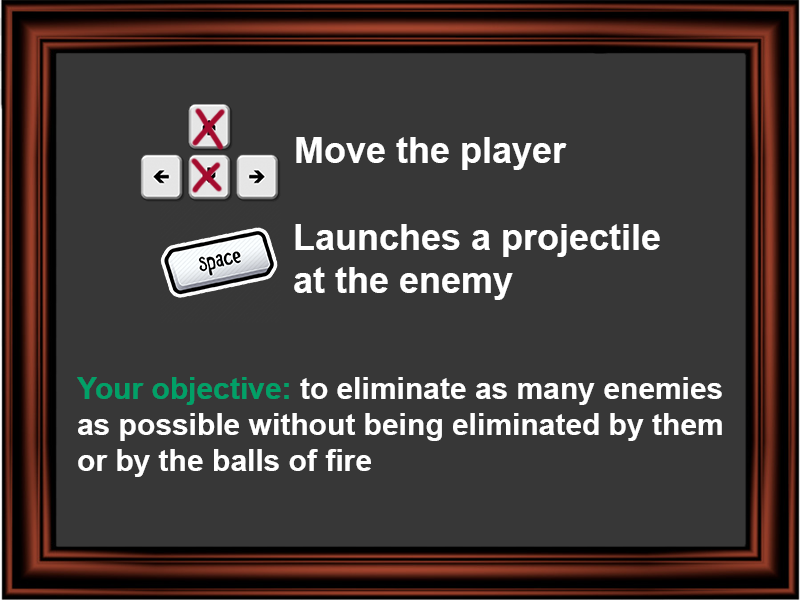 Move the player
← →
space
Launches a projectile
at the enemy
Your objective: to eliminate as many enemies
as possible without being eliminated by them
or by the balls of fire